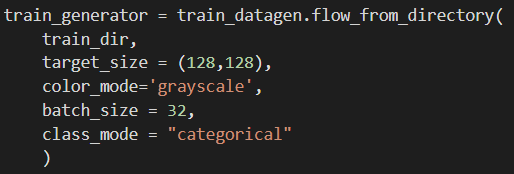 train_generator = train_datagen.flow_from_directory(
    train_dir,
    target_size = (128,128),
    color_mode='grayscale',
    batch_size = 32,
    class_mode = "categorical"
    )